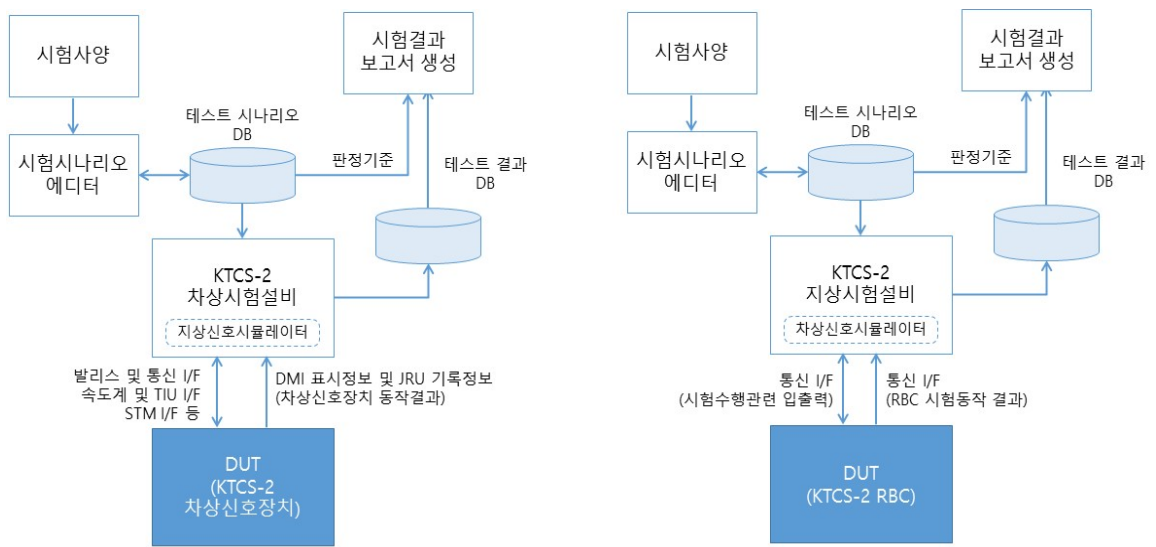 시험사양
시험결과
보고서 생성
테스트 시나리오
DB
시험시나리오
에디터
판정기준
테스트 결과
DB
KTCS-2
차상시험설비
지상신호시뮬레이터
발리스 및 통신 I/F
속도계 및 TIU I/F
STM I/F 등
DMI 표시정보 및 JRU 기록정보
(차상신호장치 동작결과)
DUT
(KTCS-2
차상신호장치)
시험사양
시험결과
보고서 생성
테스트 시나리오
DB
시험시나리오
에디터
판정기준
테스트 결과
DB
KTCS-2
지상시험설비
차상신호시뮬레이터
통신 I/F
(시험수행관련 입출력)
통신 I/F
(RBC 시험동작 결과)
DUT
(KTCS-2 RBC)